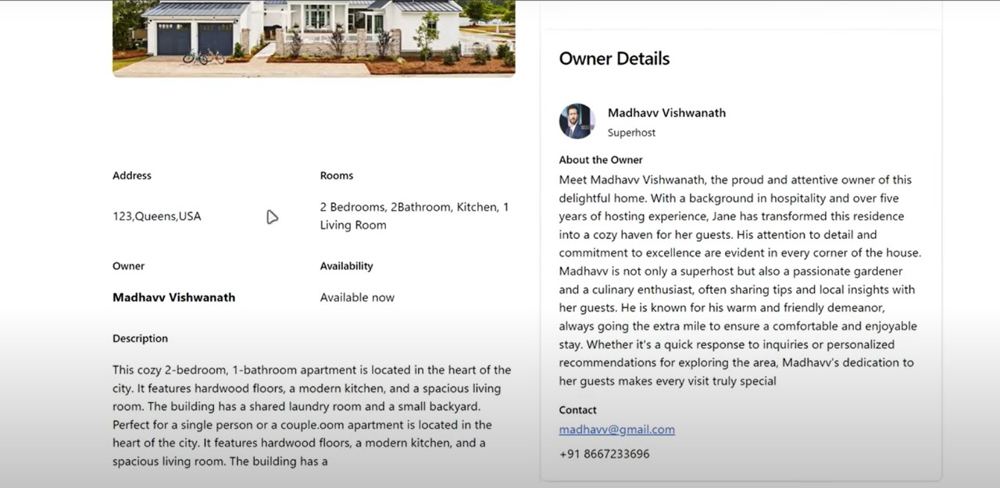 Address
Rooms
123,Queens,USA
2 Bedrooms, 2Bathroom, Kitchen, 1
Living Room
Owner
Availability
Madhavv Vishwanath
Available now
Description
This cozy 2-bedroom, 1-bathroom apartment is located in the heart of the
city. It features hardwood floors, a modern kitchen, and a spacious living
room. The building has a shared laundry room and a small backyard.
Perfect for a single person or a couple.oom apartment is located in the
heart of the city. It features hardwood floors, a modern kitchen, and a
spacious living room. The building has a
Owner Details
Madhavv Vishwanath
Superhost
About the Owner
Meet Madhavv Vishwanath, the proud and attentive owner of this
delightful home. With a background in hospitality and over five
years of hosting experience, Jane has transformed this residence
into a cozy haven for her guests. His attention to detail and
commitment to excellence are evident in every corner of the house.
Madhavv is not only a superhost but also a passionate gardener
and a culinary enthusiast, often sharing tips and local insights with
her guests. He is known for his warm and friendly demeanor,
always going the extra mile to ensure a comfortable and enjoyable
stay. Whether it's a quick response to inquiries or personalized
recommendations for exploring the area, Madhavv's dedication to
her guests makes every visit truly special
Contact
madhavv@gmail.com
+91 8667233696